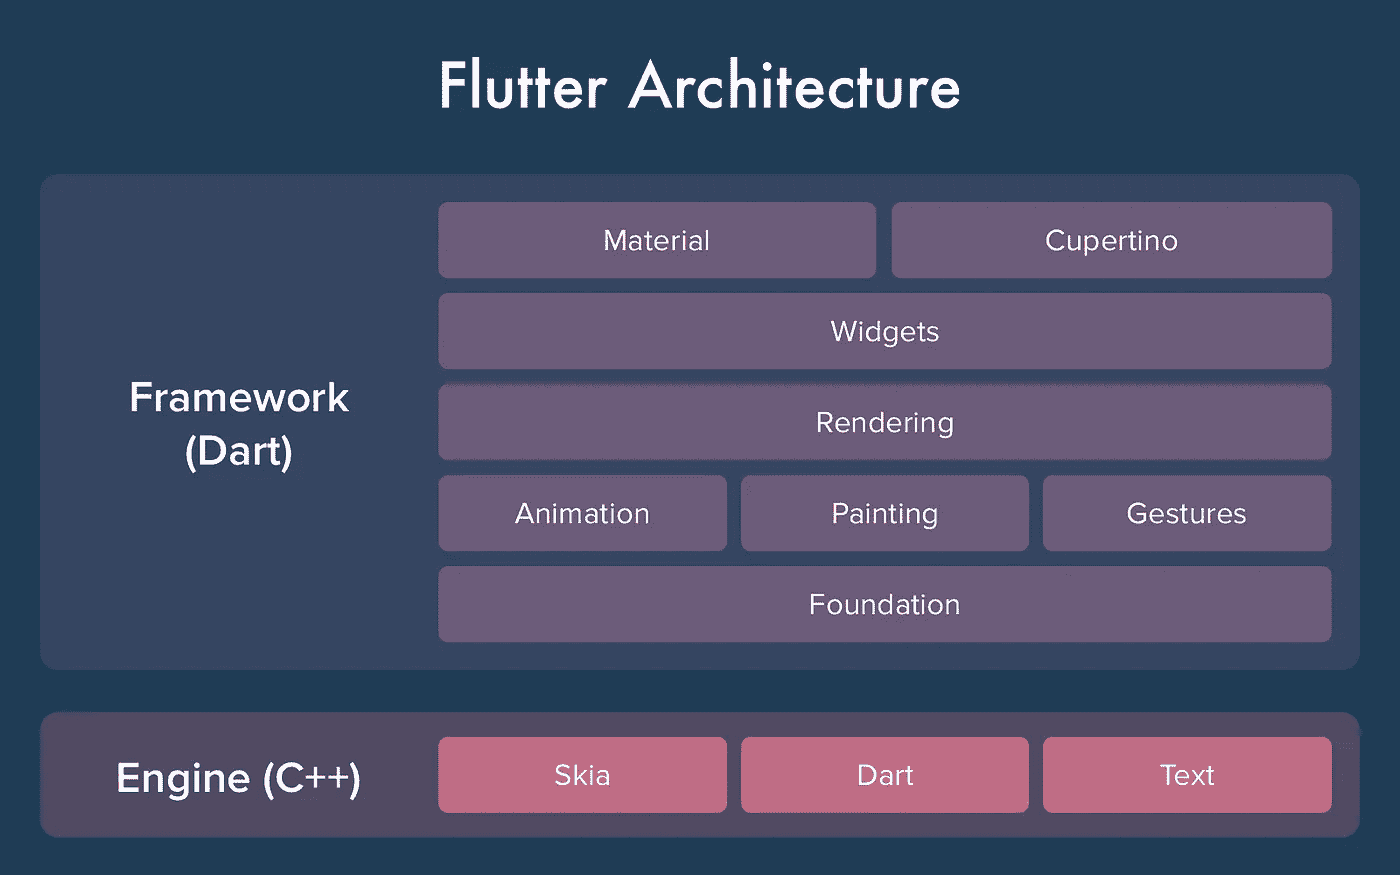 Flutter Architecture
Framework
(Dart)
Material
Cupertino
Widgets
Rendering
Animation
Painting
Gestures
Foundation
Engine (C++)
Skia
Dart
Text